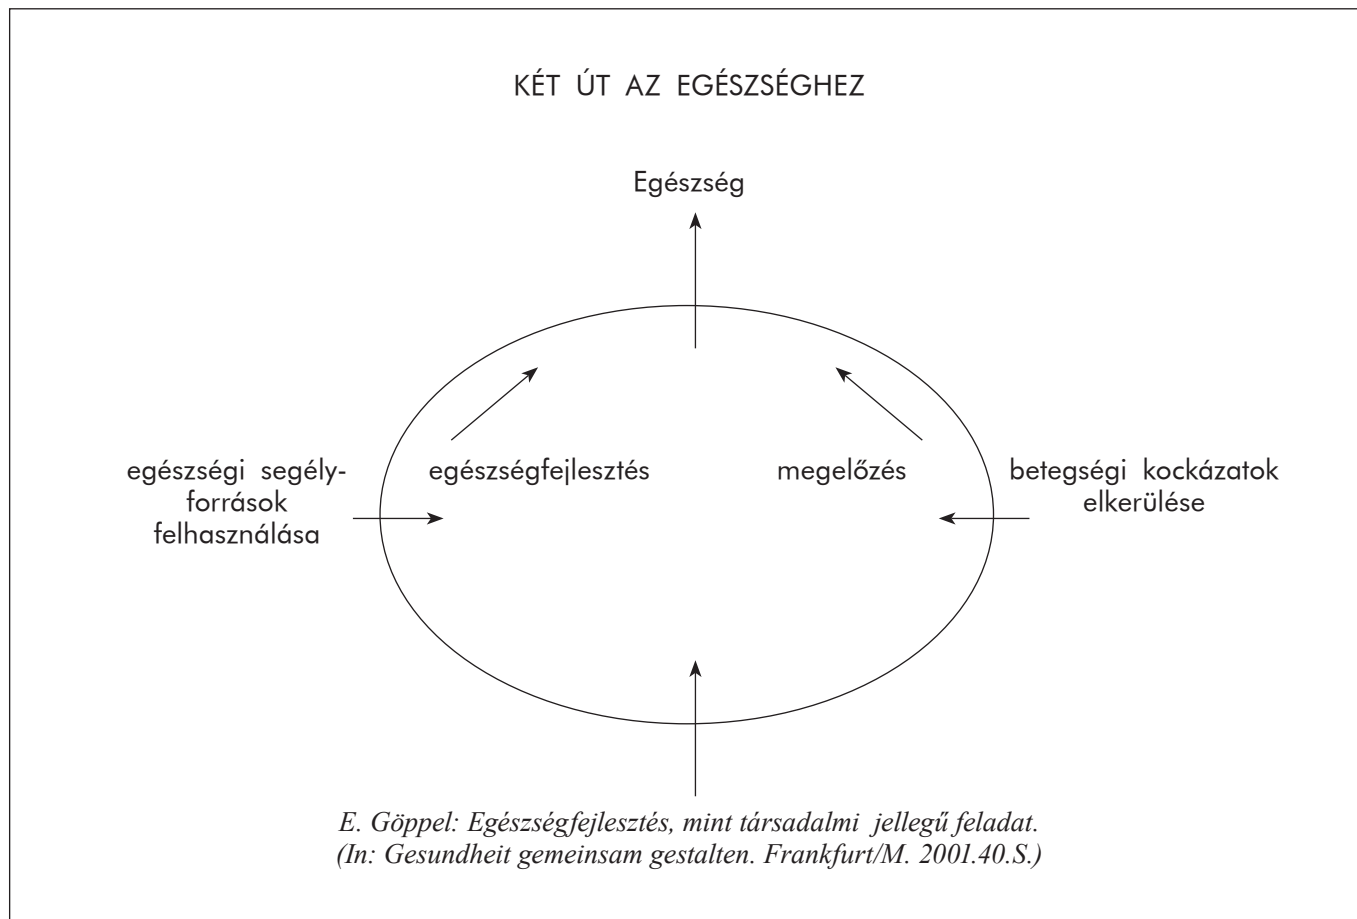 KÉT ÚT AZ EGÉSZSÉGHEZ
Egészség
egészségi segély-
források
felhasználása
egészségfejlesztés
megelőzés
betegségi kockázatok
elkerülése
E. Göppel: Egészségfejlesztés, mint társadalmi jellegű feladat.
(In: Gesundheit gemeinsam gestalten. Frankfurt/M. 2001.40.S.)